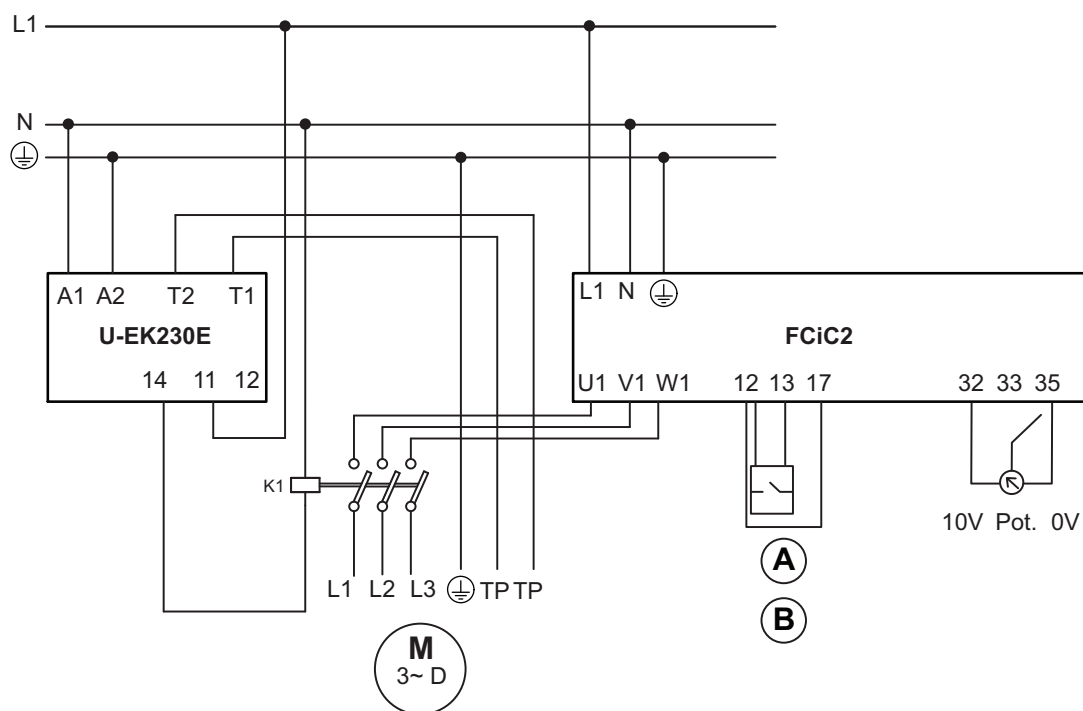 L1
N
A1 A2 T2 T1
U-EK230E
14 11 12
L1 N
FCiC2
U1 V1 W1 12 13 17 32 33 35
K1
10V Pot. 0V
L1 L2 L3 TP TP
A
B
M
3~ D